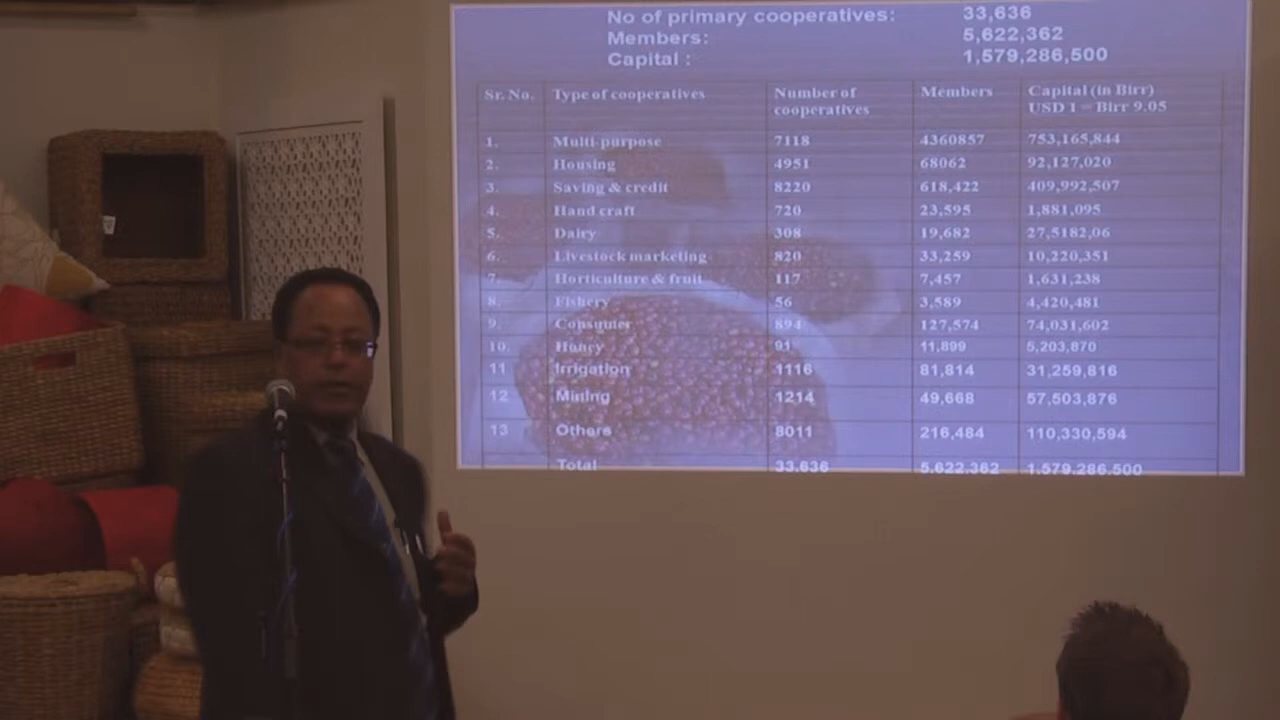 No of primary cooperatives: 33,636
Members: 5,622,362
Capital : 1,579,286,500
Sr. No. Type of cooperatives Number of cooperatives Members Capital (in Birr) USD 1 = Birr 9.05
1. Multi-purpose 7118 4360857 753,165,844
2. Housing 4951 68062 92,127,020
3. Saving & credit 8220 618,422 409,992,507
4. Hand craft 720 23,595 1,881,095
5. Dairy 308 19,682 27,5182,06
6. Livestock marketing 820 33,259 10,220,351
7. Horticulture & fruit 117 7,457 1,631,238
8. Fishery 56 3,589 4,420,481
9. Consumer 894 127,574 74,031,602
10. Honey 91 11,899 5,203,870
11 Irrigation 1116 81,814 31,259,816
12 Mining 1214 49,668 57,503,876
13 Others 8011 216,484 110,330,594
Total 33,636 5,622,362 1,579,286,500